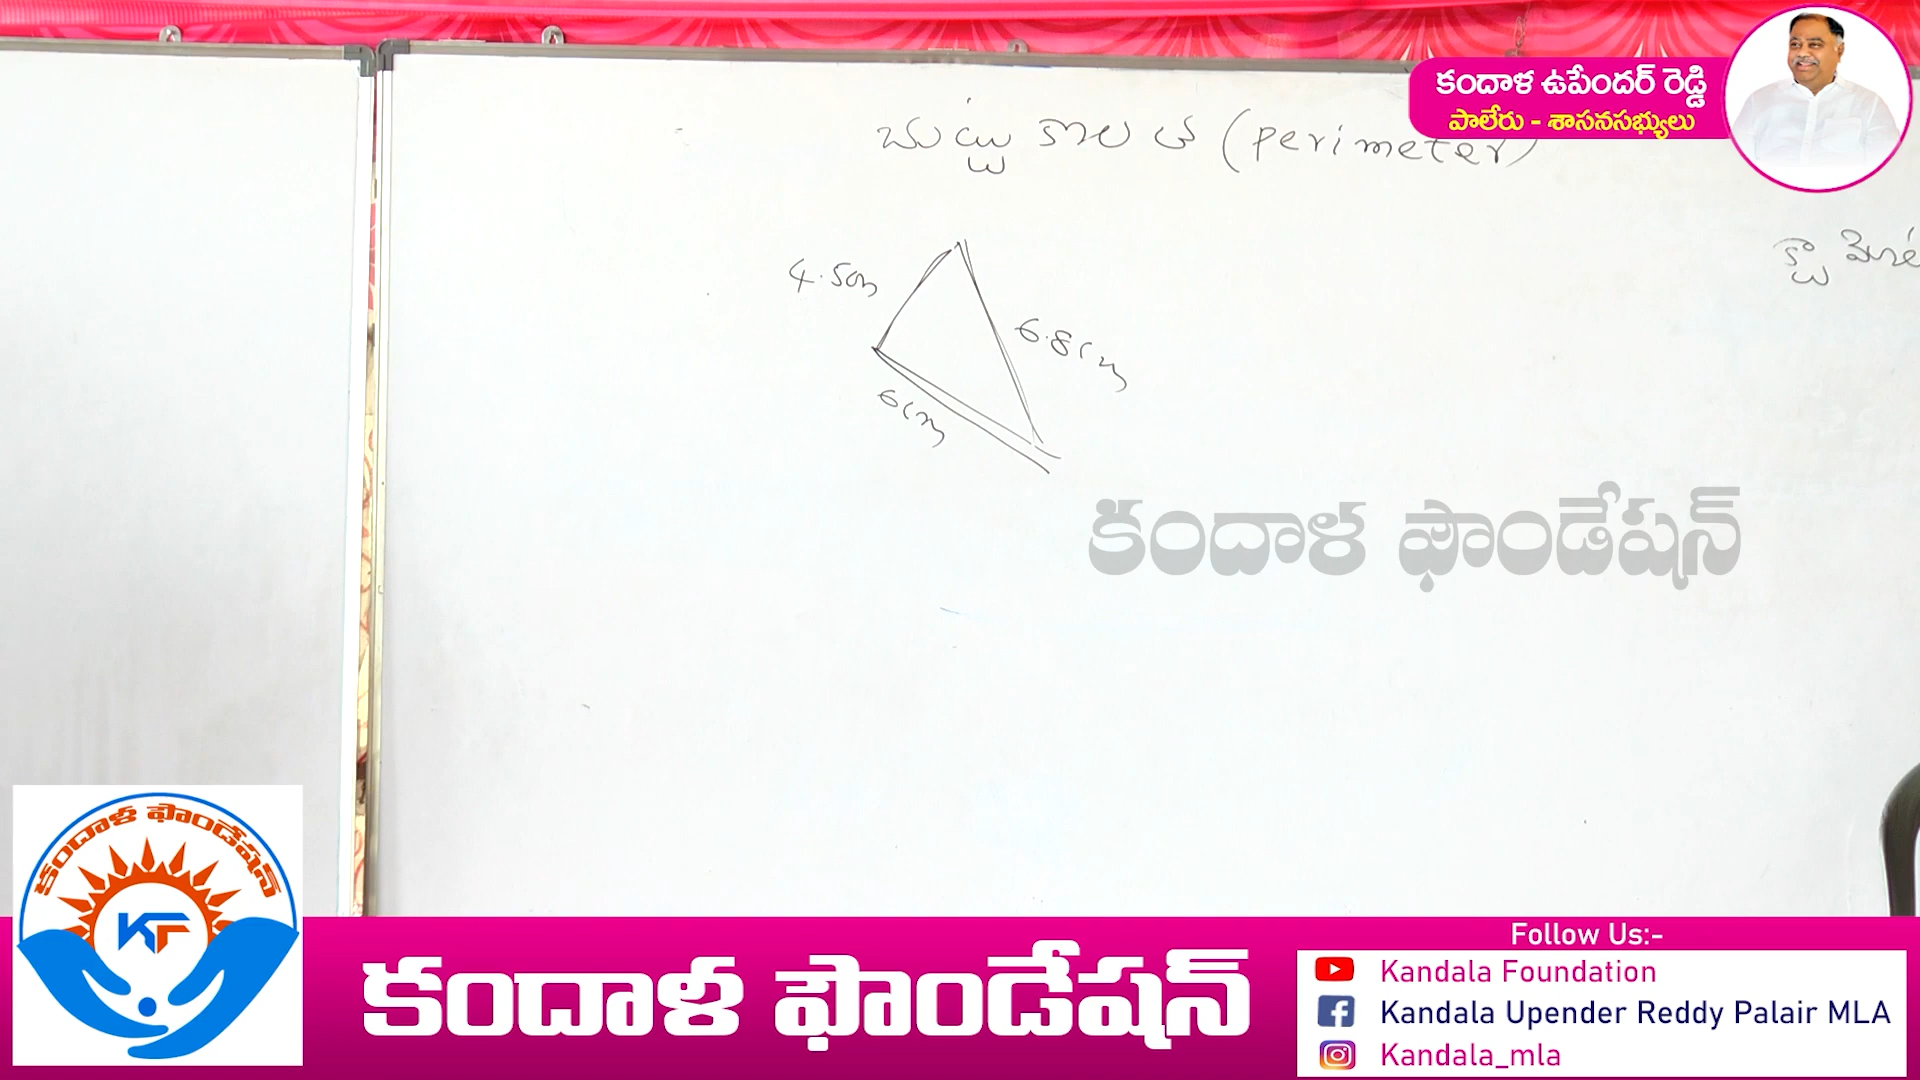 కందాళ ఉపేందర్ రెడ్డి
పాలేరు - శాసనసభ్యులు
చుట్టు కొలత (perimeter)
4.5cm
6.8cm
6cm
కందాళ ఫౌండేషన్
కందాళ ఫౌండేషన్
KF
కందాళ ఫౌండేషన్
Follow Us:-
Kandala Foundation
Kandala Upender Reddy Palair MLA
Kandala_mla